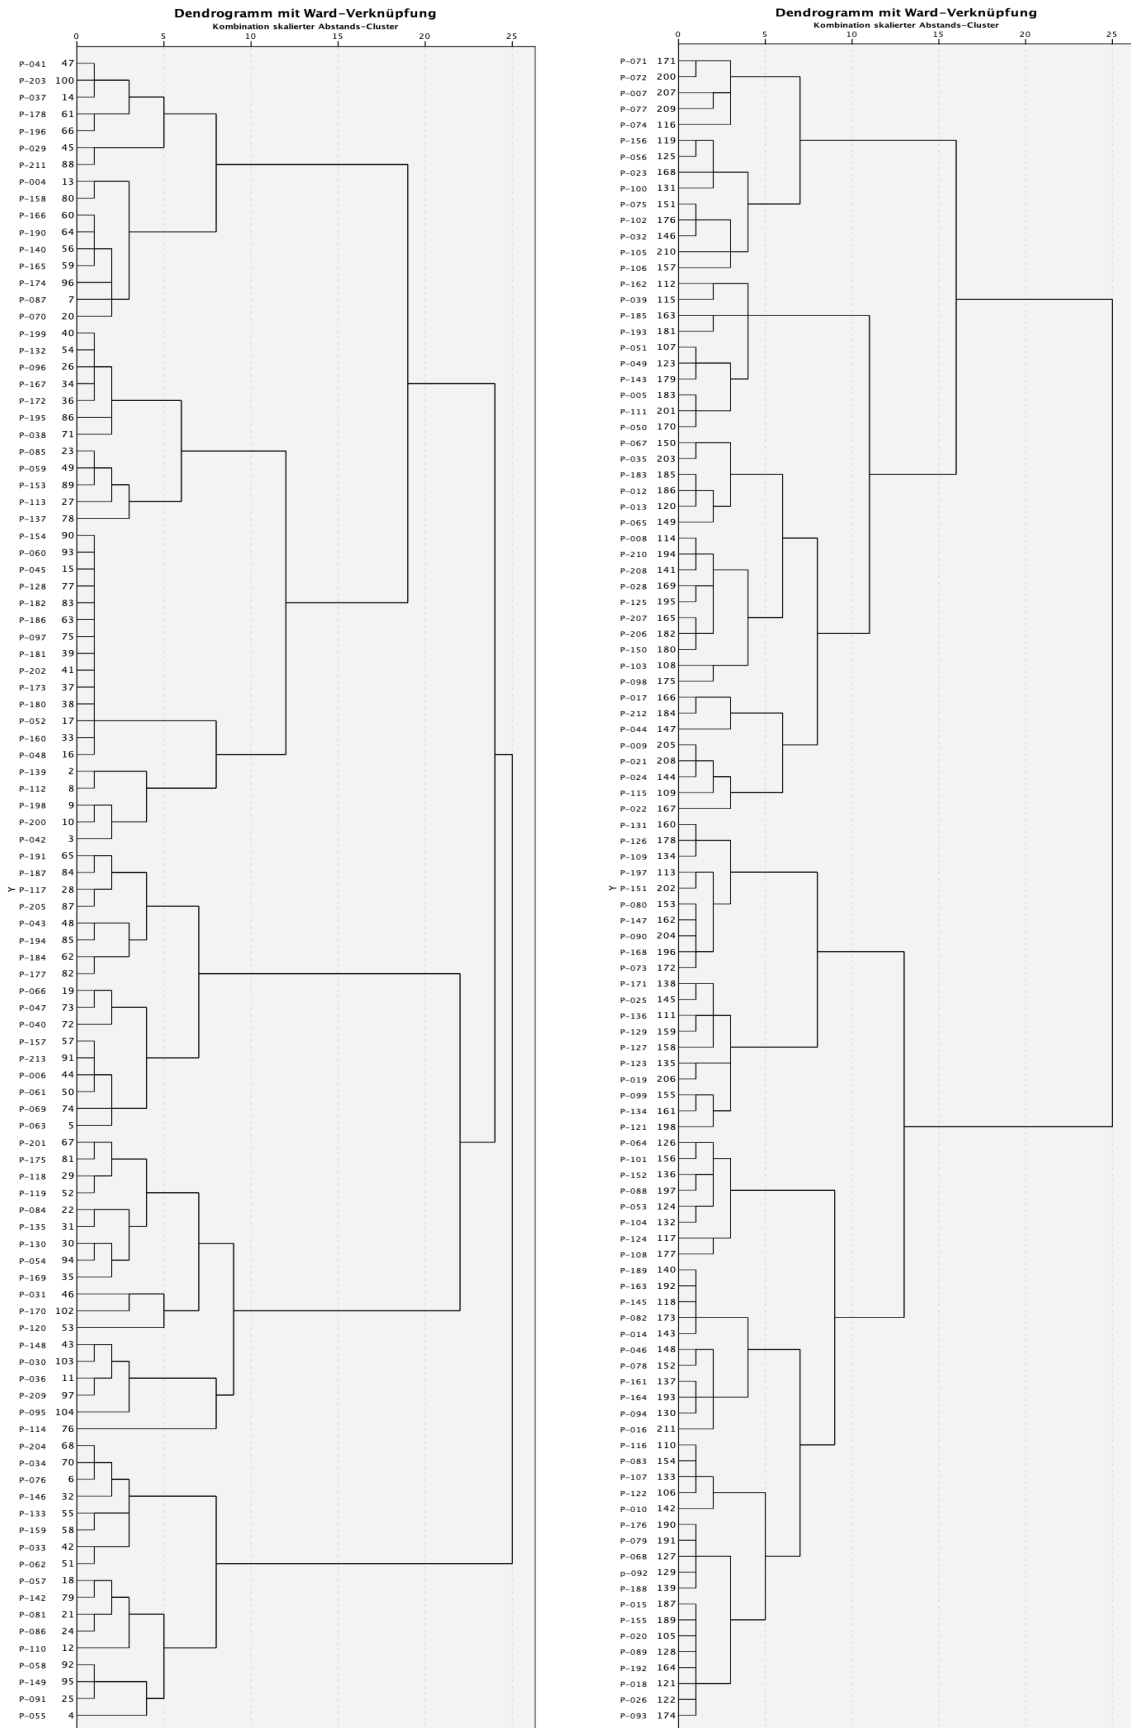 Dendrogramm mit Ward-Verknüpfung
Kombination skalierter Abstands-Cluster
0 5 10 15 20 25
P-041 47
P-203 100
P-037 14
P-178 61
P-196 66
P-029 45
P-211 88
P-004 13
P-158 80
P-166 60
P-190 64
P-140 56
P-165 59
P-174 96
P-087 7
P-070 20
P-199 40
P-132 54
P-096 26
P-167 34
P-172 36
P-195 86
P-038 71
P-085 23
P-059 49
P-153 89
P-113 27
P-137 78
P-154 90
P-060 93
P-045 15
P-128 77
P-182 83
P-186 63
P-097 75
P-181 39
P-202 41
P-173 37
P-180 38
P-052 17
P-160 33
P-048 16
P-139 2
P-112 8
P-198 9
P-200 10
P-042 3
P-191 65
P-187 84
Y P-117 28
P-205 87
P-043 48
P-194 85
P-184 62
P-177 82
P-066 19
P-047 73
P-040 72
P-157 57
P-213 91
P-006 44
P-061 50
P-069 74
P-063 5
P-201 67
P-175 81
P-118 29
P-119 52
P-084 22
P-135 31
P-130 30
P-054 94
P-169 35
P-031 46
P-170 102
P-120 53
P-148 43
P-030 103
P-036 11
P-209 97
P-095 104
P-114 76
P-204 68
P-034 70
P-076 6
P-146 32
P-133 55
P-159 58
P-033 42
P-062 51
P-057 18
P-142 79
P-081 21
P-086 24
P-110 12
P-058 92
P-149 95
P-091 25
P-055 4
Dendrogramm mit Ward-Verknüpfung
Kombination skalierter Abstands-Cluster
0 5 10 15 20 25
P-071 171
P-072 200
P-007 207
P-077 209
P-074 116
P-156 119
P-056 125
P-023 168
P-100 131
P-075 151
P-102 176
P-032 146
P-105 210
P-106 157
P-162 112
P-039 115
P-185 163
P-193 181
P-051 107
P-049 123
P-143 179
P-005 183
P-111 201
P-050 170
P-067 150
P-035 203
P-183 185
P-012 186
P-013 120
P-065 149
P-008 114
P-210 194
P-208 141
P-028 169
P-125 195
P-207 165
P-206 182
P-150 180
P-103 108
P-098 175
P-017 166
P-212 184
P-044 147
P-009 205
P-021 208
P-024 144
P-115 109
P-022 167
P-131 160
P-126 178
P-109 134
P-197 113
Y P-151 202
P-080 153
P-147 162
P-090 204
P-168 196
P-073 172
P-171 138
P-025 145
P-136 111
P-129 159
P-127 158
P-123 135
P-019 206
P-099 155
P-134 161
P-121 198
P-064 126
P-101 156
P-152 136
P-088 197
P-053 124
P-104 132
P-124 117
P-108 177
P-189 140
P-163 192
P-145 118
P-082 173
P-014 143
P-046 148
P-078 152
P-161 137
P-164 193
P-094 130
P-016 211
P-116 110
P-083 154
P-107 133
P-122 106
P-010 142
P-176 190
P-079 191
P-068 127
p-092 129
P-188 139
P-015 187
P-155 189
P-020 105
P-089 128
P-192 164
P-018 121
P-026 122
P-093 174